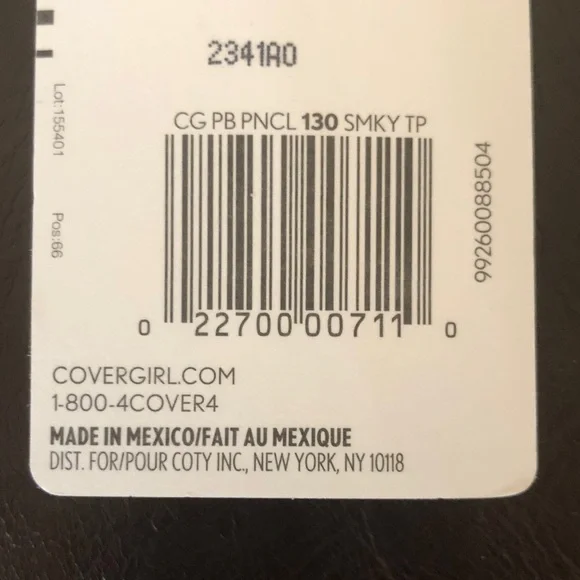 2341A0
Lot:155401
Pos:66
CG PB PNCL 130 SMKY TP
0 22700 00711 0
99260088504
COVERGIRL.COM
1-800-4COVER4
MADE IN MEXICO/FAIT AU MEXIQUE
DIST. FOR/POUR COTY INC., NEW YORK, NY 10118